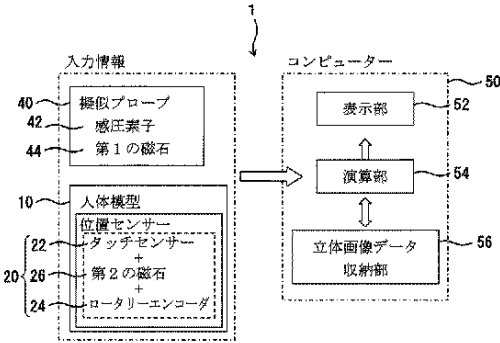 1
入力情報
40
擬似プローブ
42
感圧素子
44
第1の磁石
10
人体模型
位置センサー
22
タッチセンサー
+
20
26
第2の磁石
+
24
ロータリーエンコーダ
コンピューター
50
表示部
52
演算部
54
立体画像データ
収納部
56